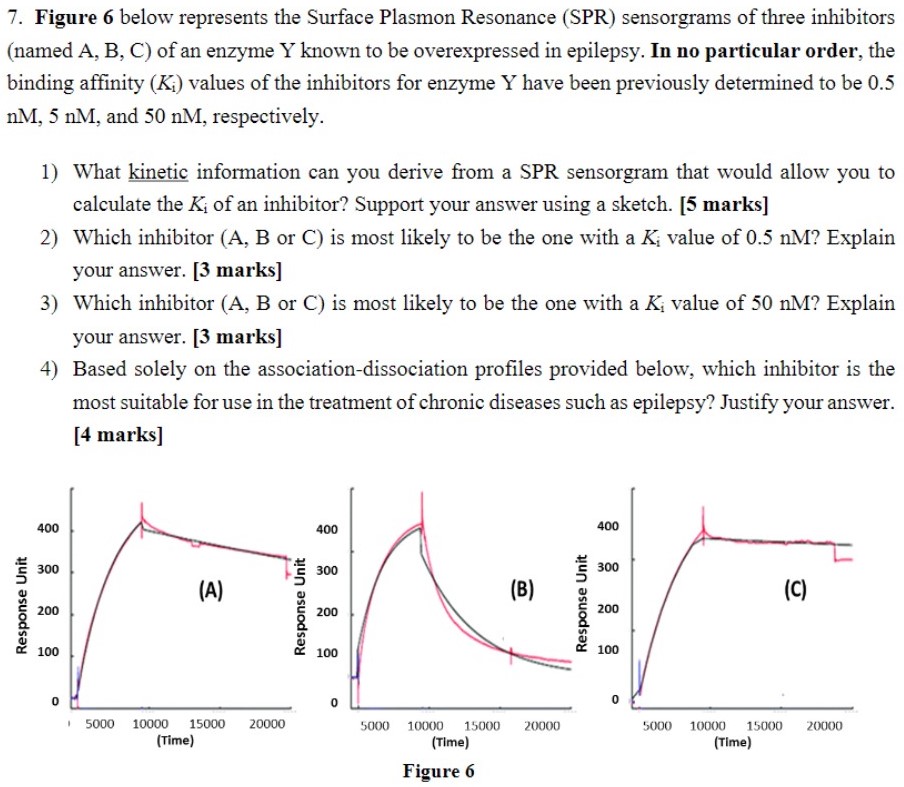 7. Figure 6 below represents the Surface Plasmon Resonance (SPR) sensorgrams of three inhibitors
(named A, B, C) of an enzyme Y known to be overexpressed in epilepsy. In no particular order, the
binding affinity (Ki) values of the inhibitors for enzyme Y have been previously determined to be 0.5
nM, 5 nM, and 50 nM, respectively.
1) What kinetic information can you derive from a SPR sensorgram that would allow you to
calculate the Ki of an inhibitor? Support your answer using a sketch. [5 marks]
2) Which inhibitor (A, B or C) is most likely to be the one with a Ki value of 0.5 nM? Explain
your answer. [3 marks]
3) Which inhibitor (A, B or C) is most likely to be the one with a Ki value of 50 nM? Explain
your answer. [3 marks]
4) Based solely on the association-dissociation profiles provided below, which inhibitor is the
most suitable for use in the treatment of chronic diseases such as epilepsy? Justify your answer.
[4 marks]
Response Unit
400
300
200
100
0
(A)
5000 10000 15000 20000
(Time)
Response Unit
400
300
200
100
0
(B)
5000 10000 15000 20000
(Time)
Response Unit
400
300
200
100
0
(C)
5000 10000 15000 20000
(Time)
Figure 6